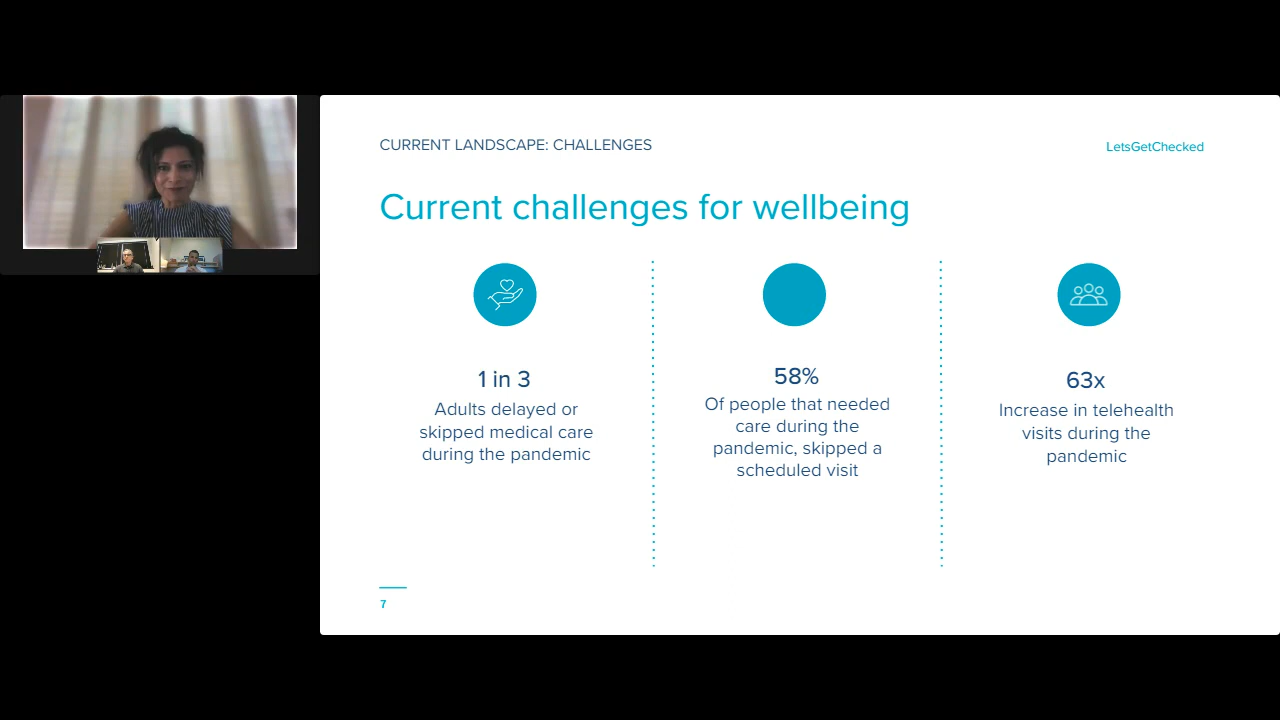 CURRENT LANDSCAPE: CHALLENGES
LetsGetChecked
Current challenges for wellbeing
1 in 3
Adults delayed or
skipped medical care
during the pandemic
58%
Of people that needed
care during the
pandemic, skipped a
scheduled visit
63x
Increase in telehealth
visits during the
pandemic
7